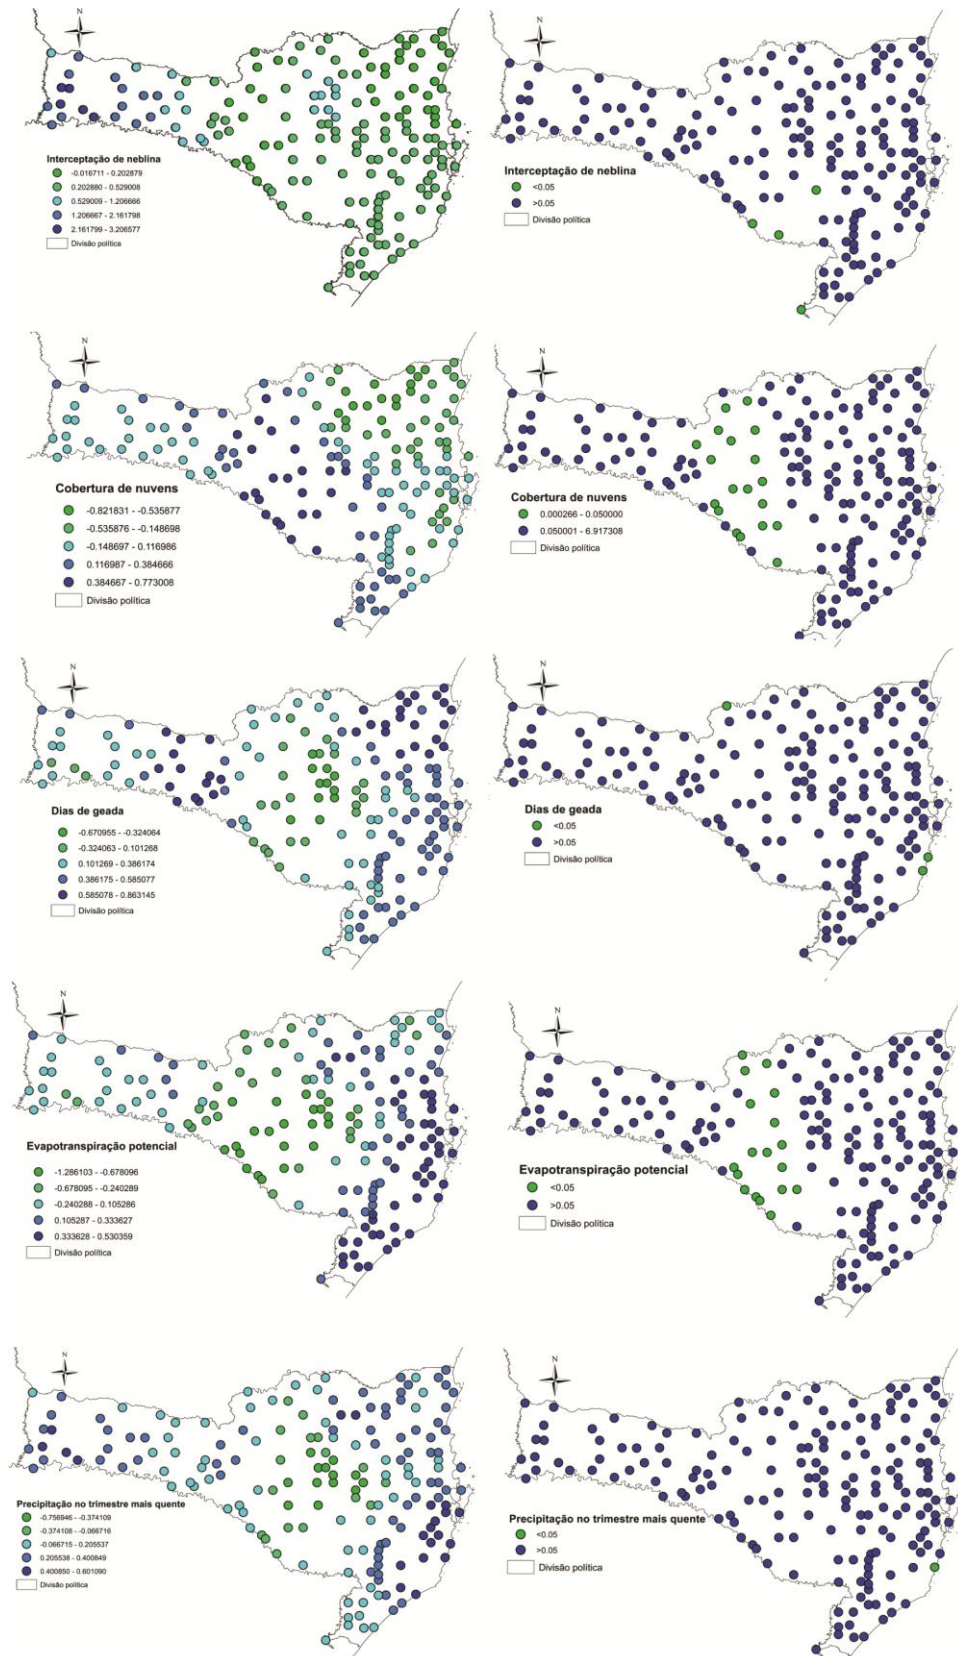 N
N
Interceptação de neblina
-0.016711 - 0.202879
0.202880 - 0.529008
0.529009 - 1.206666
1.206667 - 2.161798
2.161799 - 3.206577
Divisão política
Interceptação de neblina
<0.05
>0.05
Divisão política
N
N
Cobertura de nuvens
-0.821831 - -0.535877
-0.535876 - -0.148698
-0.148697 - 0.116986
0.116987 - 0.384666
0.384667 - 0.773008
Divisão política
Cobertura de nuvens
0.000266 - 0.050000
0.050001 - 6.917308
Divisão política
N
N
Dias de geada
-0.670955 - -0.324064
-0.324063 - 0.101268
0.101269 - 0.386174
0.386175 - 0.585077
0.585078 - 0.863145
Divisão política
Dias de geada
<0.05
>0.05
Divisão política
N
N
Evapotranspiração potencial
-1.286103 - -0.678096
-0.678095 - -0.240289
-0.240288 - 0.105286
0.105287 - 0.333627
0.333628 - 0.530359
Divisão política
Evapotranspiração potencial
<0.05
>0.05
Divisão política
N
N
Precipitação no trimestre mais quente
-0.756946 - -0.374109
-0.374108 - -0.066716
-0.066715 - 0.205537
0.205538 - 0.400849
0.400850 - 0.601090
Divisão política
Precipitação no trimestre mais quente
<0.05
>0.05
Divisão política